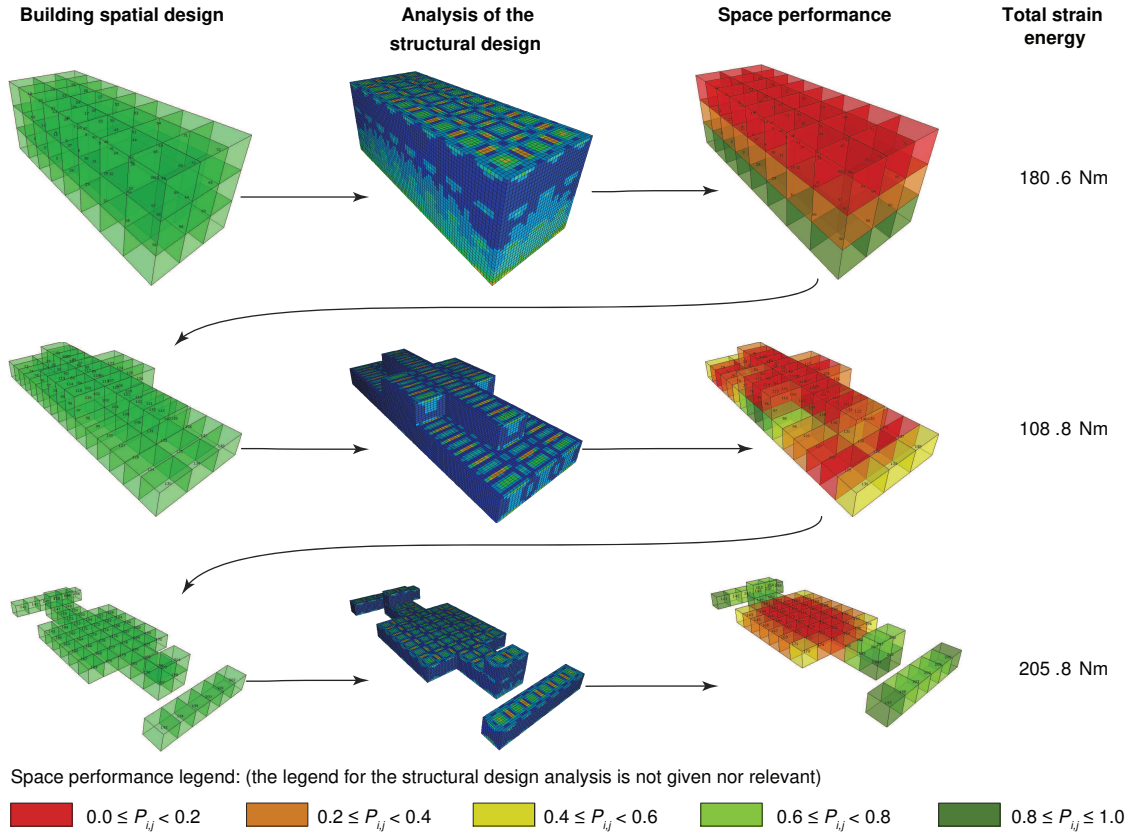 Building spatial design
Analysis of the
structural design
Space performance
Total strain
energy
180 .6 Nm
108 .8 Nm
205 .8 Nm
Space performance legend: (the legend for the structural design analysis is not given nor relevant)
0.0 ≤ P_{i,j} < 0.2
0.2 ≤ P_{i,j} < 0.4
0.4 ≤ P_{i,j} < 0.6
0.6 ≤ P_{i,j} < 0.8
0.8 ≤ P_{i,j} ≤ 1.0